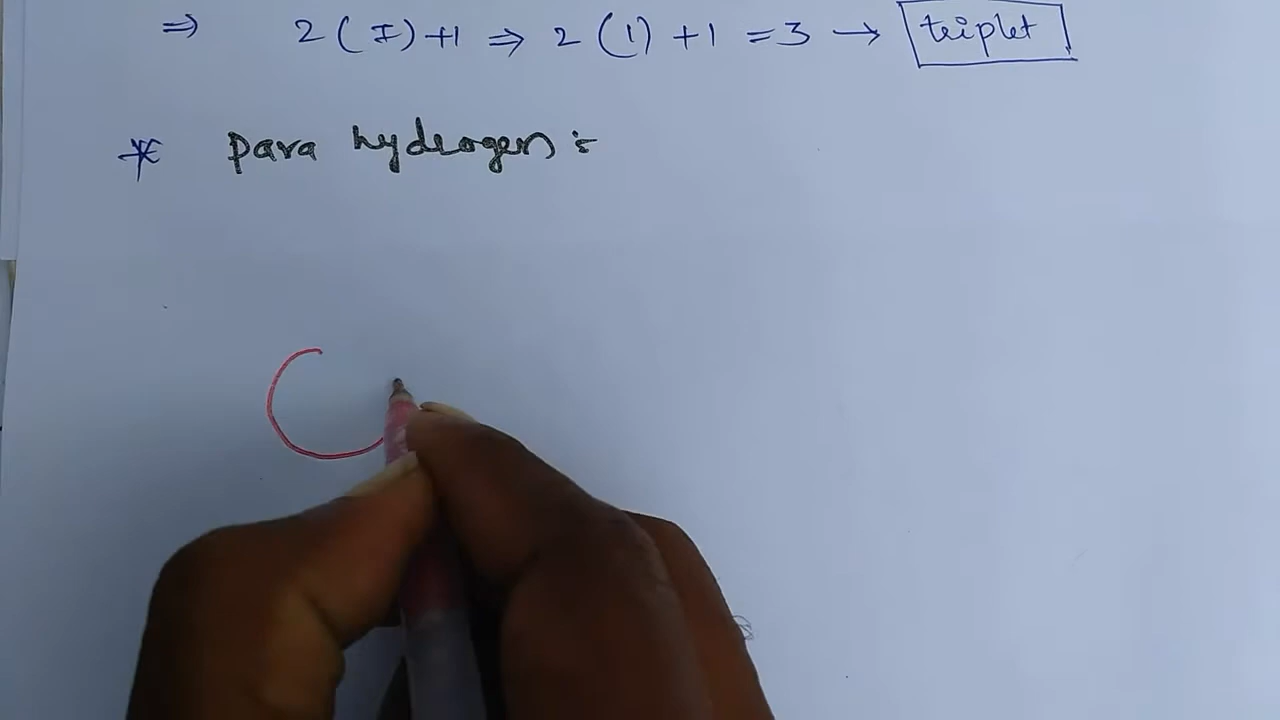 ⇒ 2 (I) +1 ⇒ 2 (1) +1 = 3 → triplet
* Para hydrogen :-